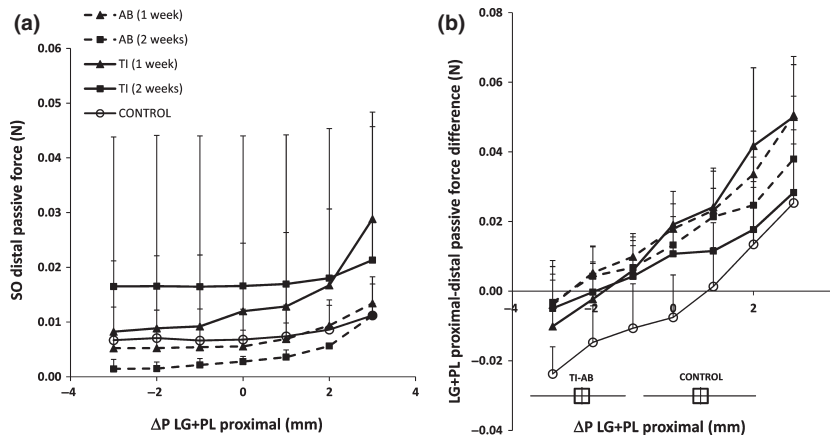 (a)
AB (1 week)
AB (2 weeks)
TI (1 week)
TI (2 weeks)
CONTROL
0.06
0.05
0.04
0.03
0.02
0.01
0.00
SO distal passive force (N)
–4 –2 0 2 4
ΔP LG+PL proximal (mm)
(b)
0.08
0.06
0.04
0.02
0.00
–0.02
–0.04
LG+PL proximal-distal passive force difference (N)
–4 –2 0 2
TI-AB CONTROL
ΔP LG+PL proximal (mm)